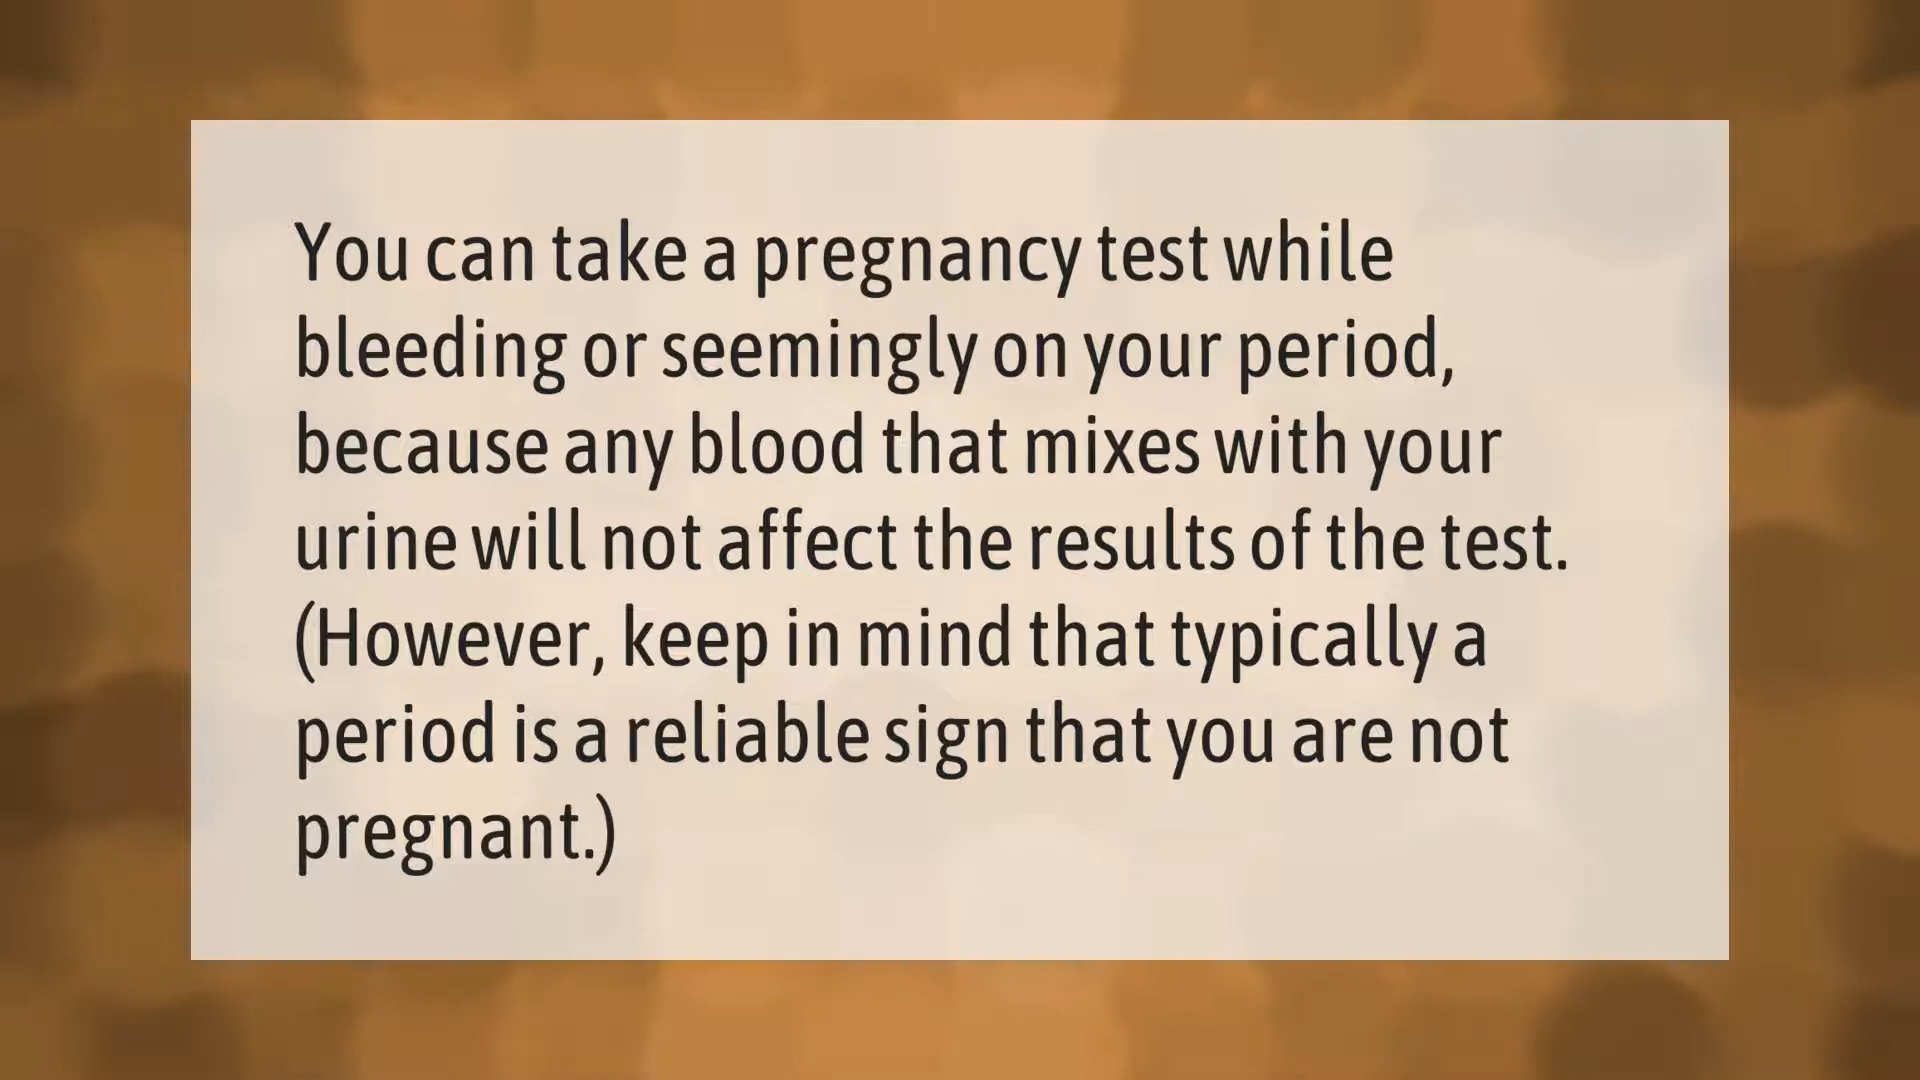 You can take a pregnancy test while
bleeding or seemingly on your period,
because any blood that mixes with your
urine will not affect the results of the test.
(However, keep in mind that typically a
period is a reliable sign that you are not
pregnant.)